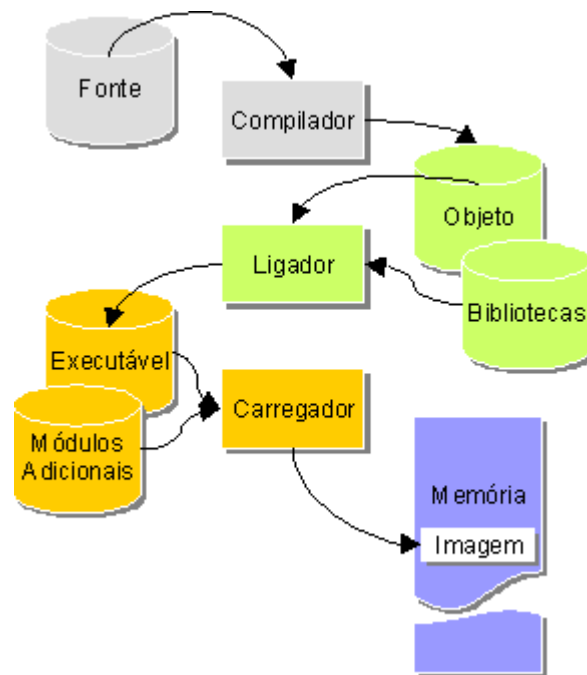 Fonte
Compilador
Objeto
Ligador
Bibliotecas
Executável
Carregador
Módulos
Adicionais
Memória
Imagem